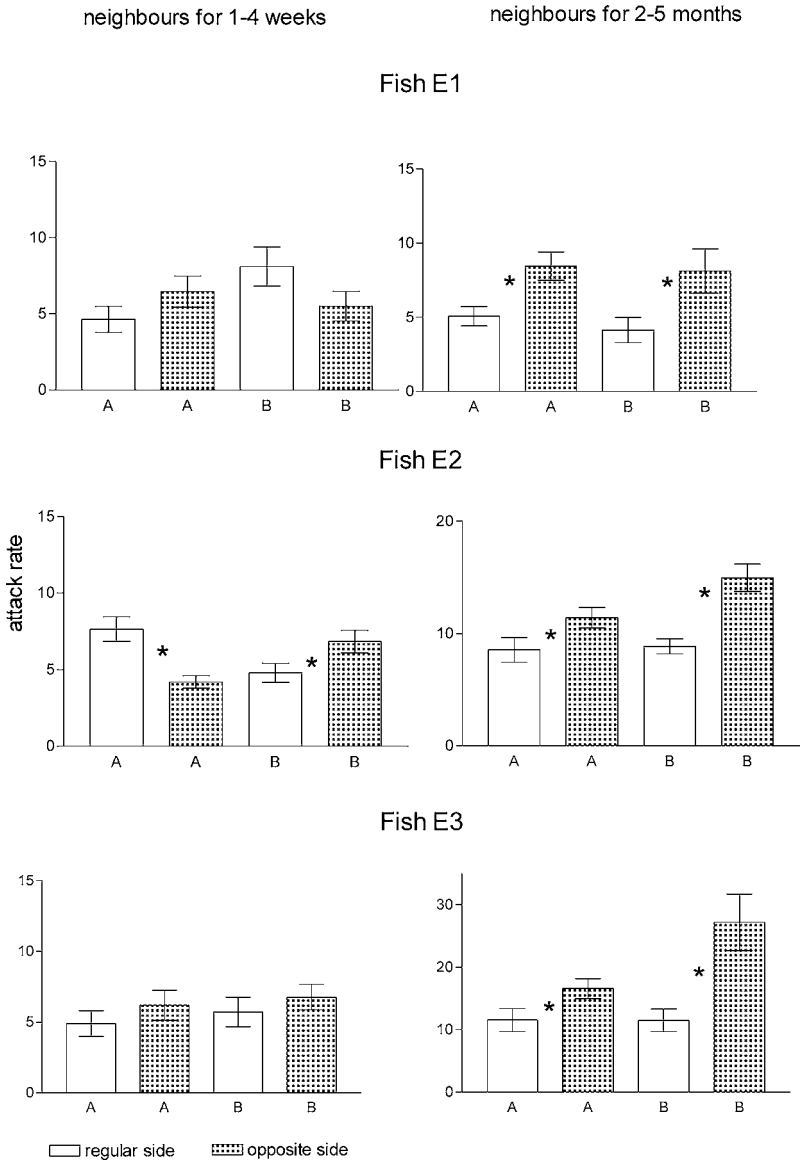 neighbours for 1-4 weeks neighbours for 2-5 months
Fish E1
15 15
10 10
* *
5 5
0 0
A A B B A A B B
Fish E2
attack rate
15 20
10 15
* * * *
5 10
0 0
A A B B A A B B
Fish E3
15 30
10 20
* *
5 10
0 0
A A B B A A B B
regular side opposite side